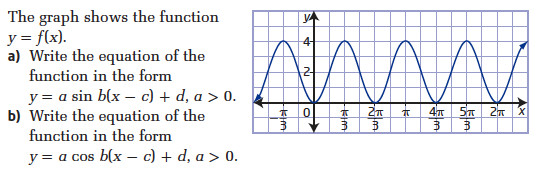 The graph shows the function
y = f(x).
a) Write the equation of the
function in the form
y = a sin b(x − c) + d, a > 0.
b) Write the equation of the
function in the form
y = a cos b(x − c) + d, a > 0.
y
4
2
−π/3 0 π/3 2π/3 π 4π/3 5π/3 2π x